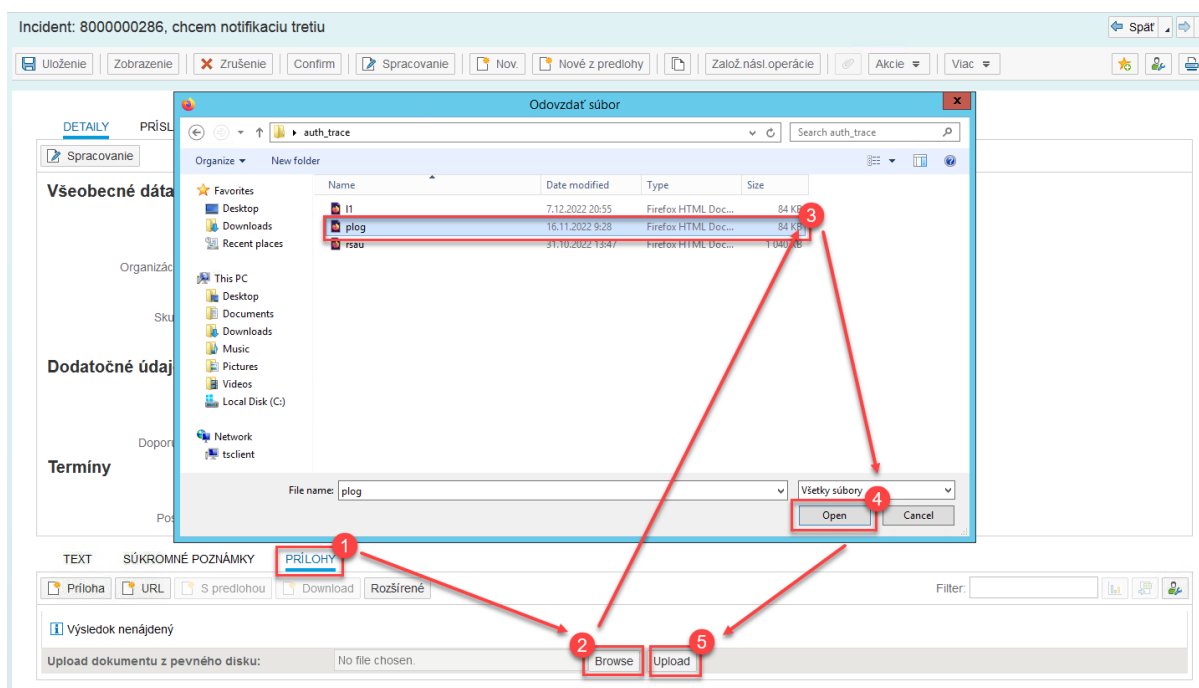 Incident: 8000000286, chcem notifikaciu tretiu
Späť
Uloženie Zobrazenie Zrušenie Confirm Spracovanie Nov. Nové z predlohy Založ.násl.operácie Akcie Viac
Odovzdať súbor x
DETAILY PRÍSL
auth_trace Search auth_trace
Spracovanie
Organize New folder
Všeobecné dáta
Favorites Name Date modified Type Size
Desktop l1 7.12.2022 20:55 Firefox HTML Doc... 84 KB
3
Downloads plog 16.11.2022 9:28 Firefox HTML Doc... 84 KB
Recent places rsau 31.10.2022 13:47 Firefox HTML Doc... 1 040 KB
Organizác
This PC
Desktop
Documents
Sku
Downloads
Music
Dodatočné údaj
Pictures
Videos
Local Disk (C:)
Network
Dopor
tsclient
Termíny
File name: plog Všetky súbory
4
Pos
Open Cancel
1
TEXT SÚKROMNÉ POZNÁMKY PRÍLOHY
Príloha URL S predlohou Download Rozšírené Filter:
Výsledok nenájdený
2 5
Upload dokumentu z pevného disku: No file chosen. Browse Upload